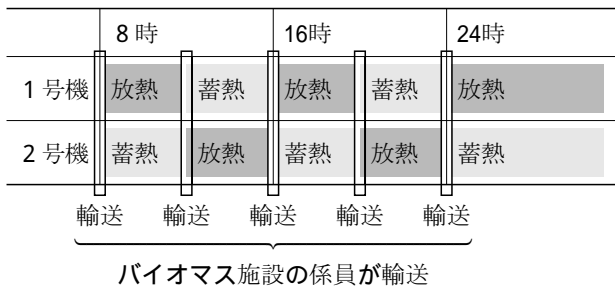 8 時 16時 24時
1 号機 放熱 蓄熱 放熱 蓄熱 放熱
2 号機 蓄熱 放熱 蓄熱 放熱 蓄熱
輸送 輸送 輸送 輸送 輸送
バイオマス施設の係員が輸送